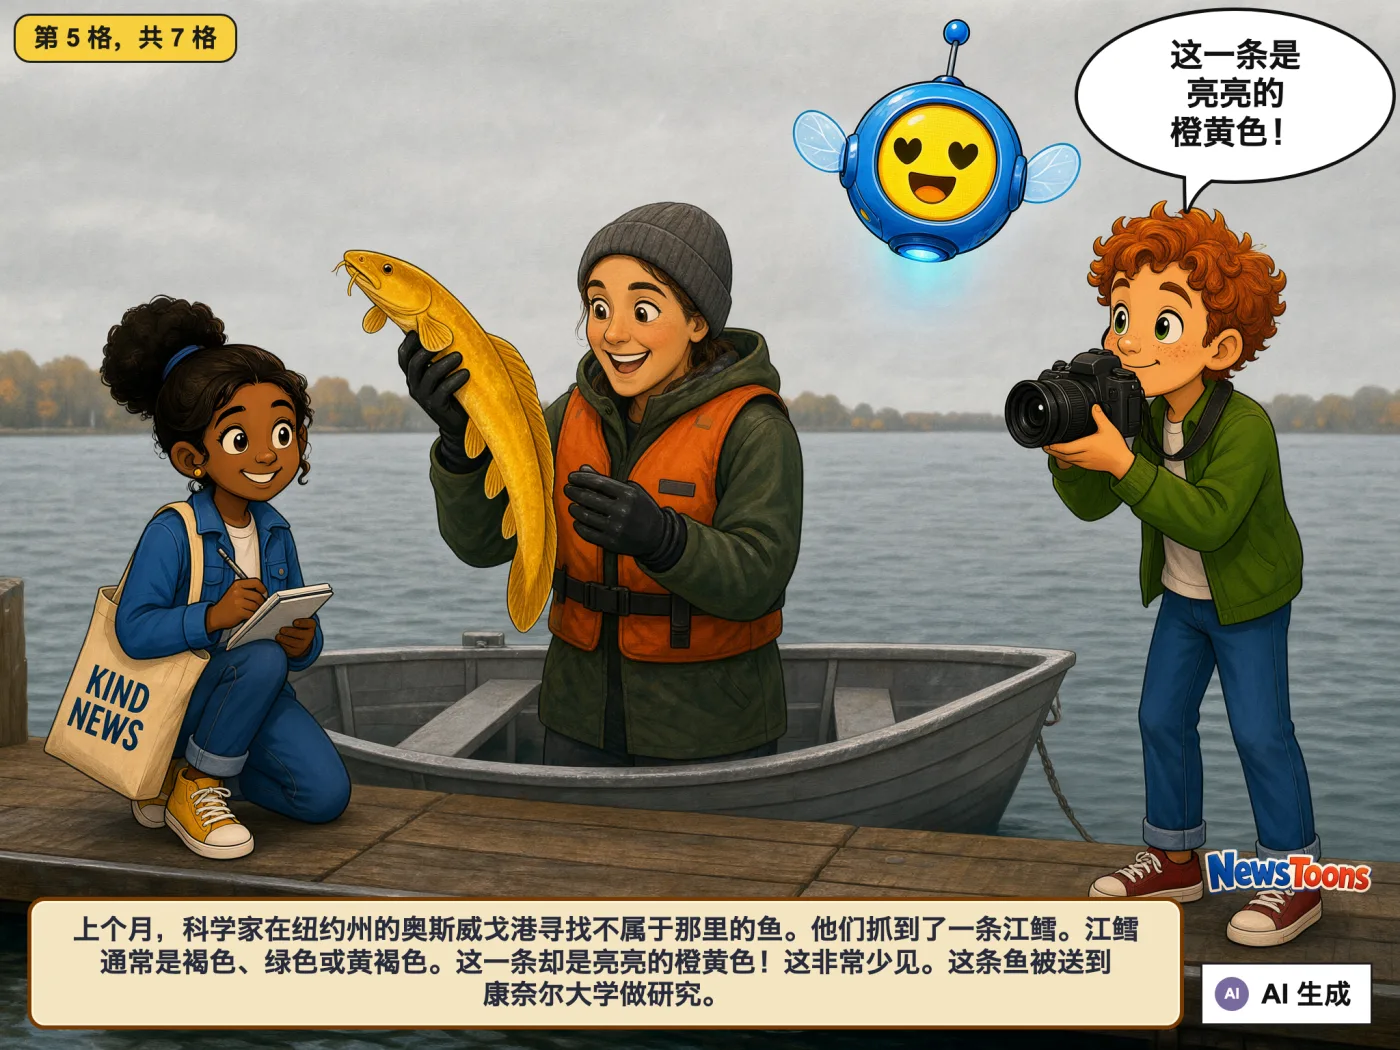 第 5 格，共 7 格
这一条是
亮亮的
橙黄色！
KIND
NEWS
上个月，科学家在纽约州的奥斯威戈港寻找不属于那里的鱼。他们抓到了一条江鳕。江鳕
通常是褐色、绿色或黄褐色。这一条却是亮亮的橙黄色！这非常少见。这条鱼被送到
康奈尔大学做研究。
NewsToons
AI AI 生成